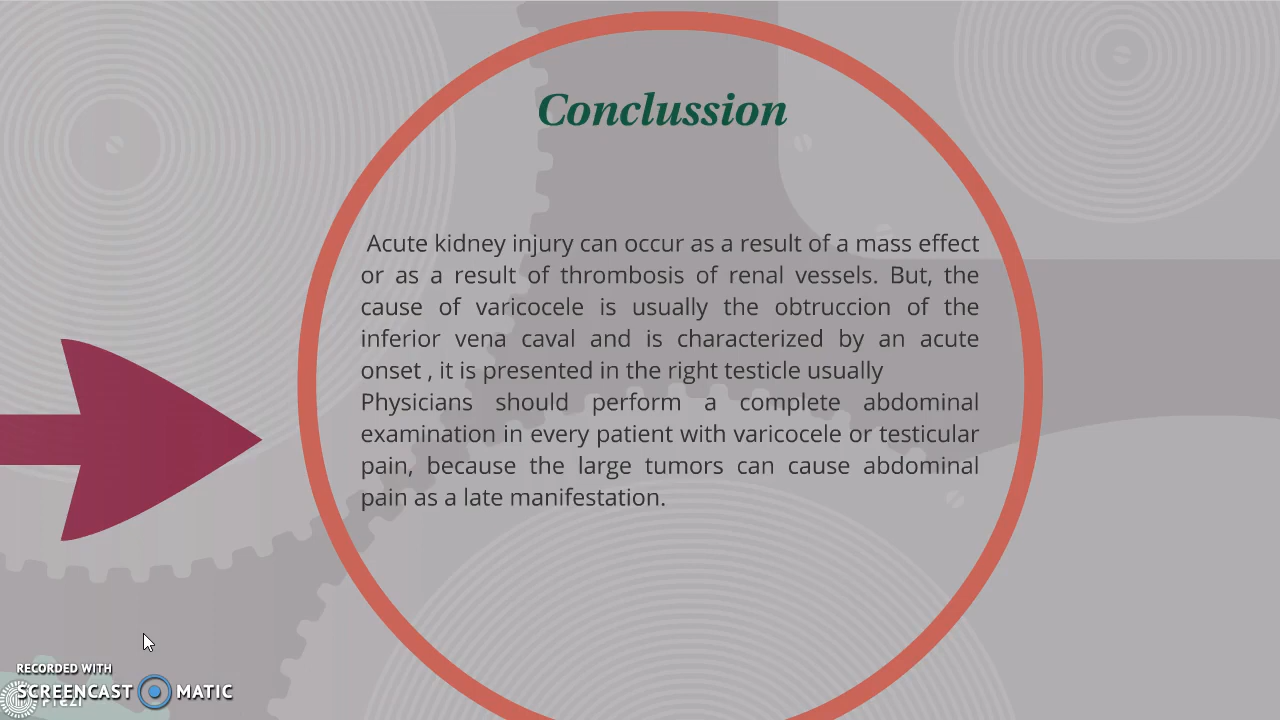 Conclussion
Acute kidney injury can occur as a result of a mass effect
or as a result of thrombosis of renal vessels. But, the
cause of varicocele is usually the obtruccion of the
inferior vena caval and is characterized by an acute
onset , it is presented in the right testicle usually
Physicians should perform a complete abdominal
examination in every patient with varicocele or testicular
pain, because the large tumors can cause abdominal
pain as a late manifestation.
RECORDED WITH
SCREENCAST MATIC
Prezi